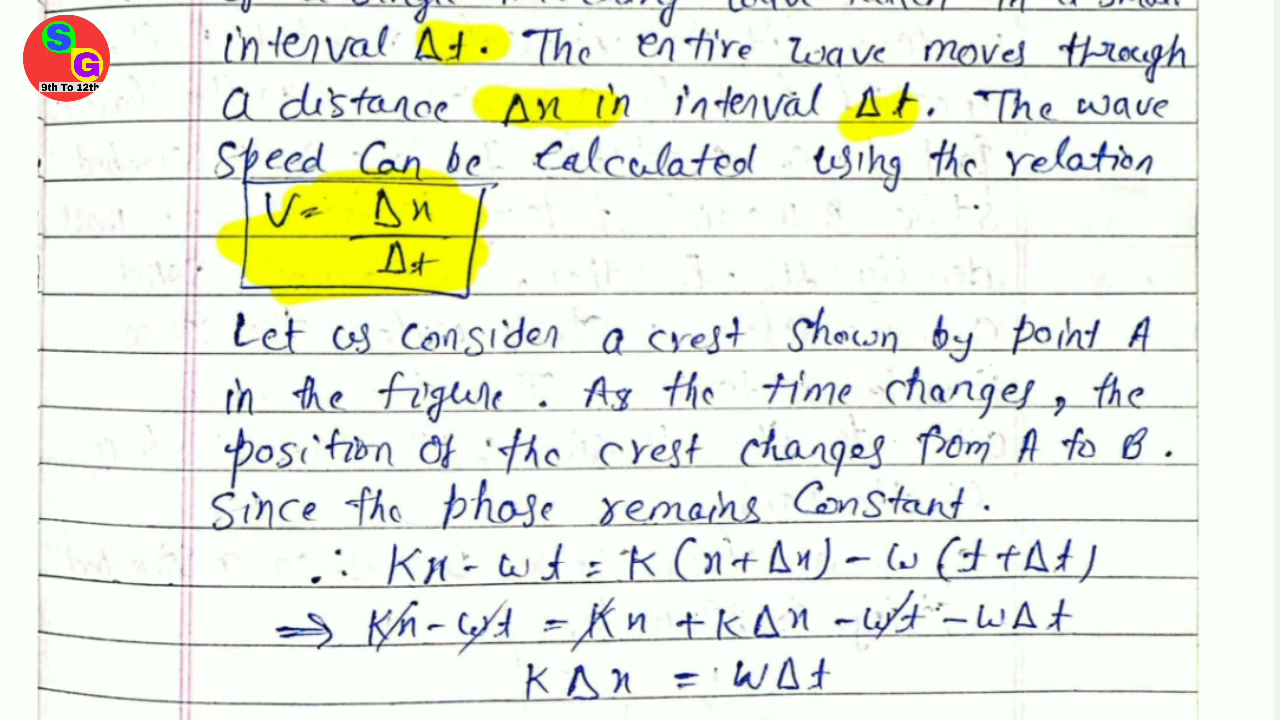 S
G
9th To 12th
interval Δt. The entire wave moves through
a distance Δx in interval Δt. The wave
speed can be calculated using the relation
V = Δx
Δt
Let us consider a crest shown by point A
in the figure. As the time changes, the
position of the crest changes from A to B.
Since the phase remains Constant.
∴ Kx - ωt = K (x + Δx) - ω (t + Δt)
⇒ Kx - ωt = Kx + KΔx - ωt - ωΔt
KΔx = ωΔt